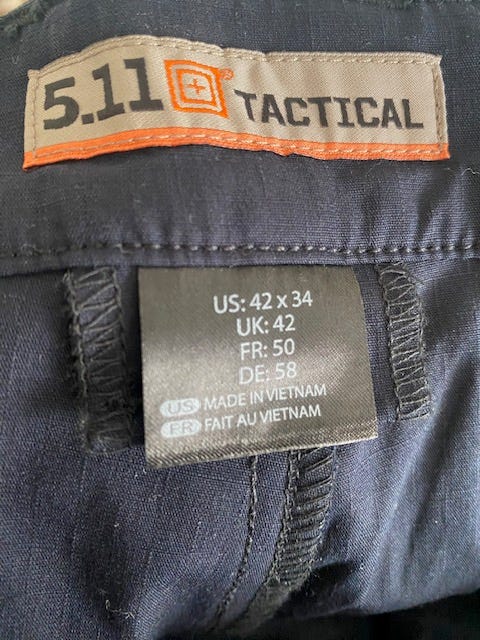 5.11 TACTICAL
US: 42 x 34
UK: 42
FR: 50
DE: 58
US MADE IN VIETNAM
FR FAIT AU VIETNAM